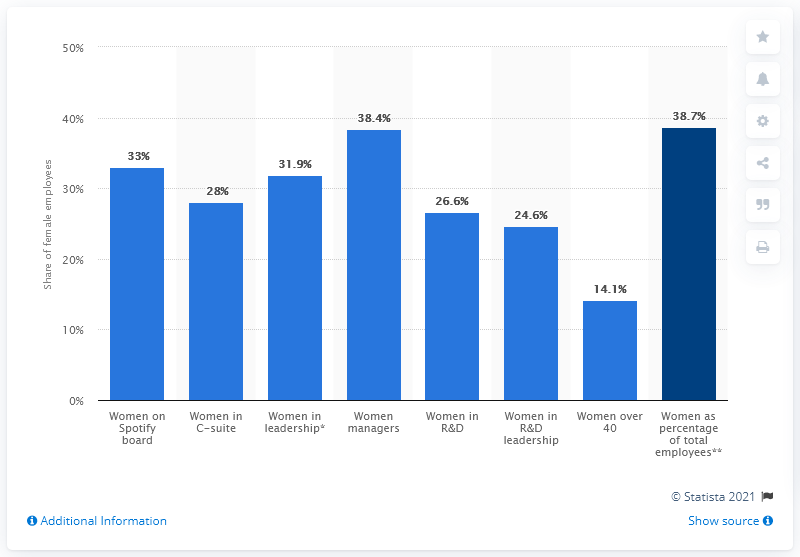 50%
40%
30%
20%
10%
0%
Share of female employees
33%
28%
31.9%
38.4%
26.6%
24.6%
14.1%
38.7%
Women on
Spotify
board
Women in
C-suite
Women in
leadership*
Women
managers
Women in
R&D
Women in
R&D
leadership
Women over
40
Women as
percentage
of total
employees**
© Statista 2021
Additional Information
Show source